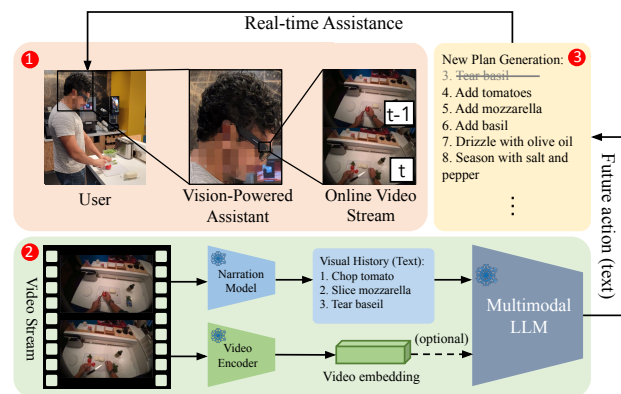 Real-time Assistance
1
User
Vision-Powered
Assistant
t-1
t
Online Video
Stream
New Plan Generation:
3
3. Tear basil
4. Add tomatoes
5. Add mozzarella
6. Add basil
7. Drizzle with olive oil
8. Season with salt and
pepper
⋮
Future action
(text)
2
Video Stream
Narration
Model
Visual History (Text):
1. Chop tomato
2. Slice mozzarella
3. Tear baseil
Multimodal
LLM
Video
Encoder
Video embedding
(optional)